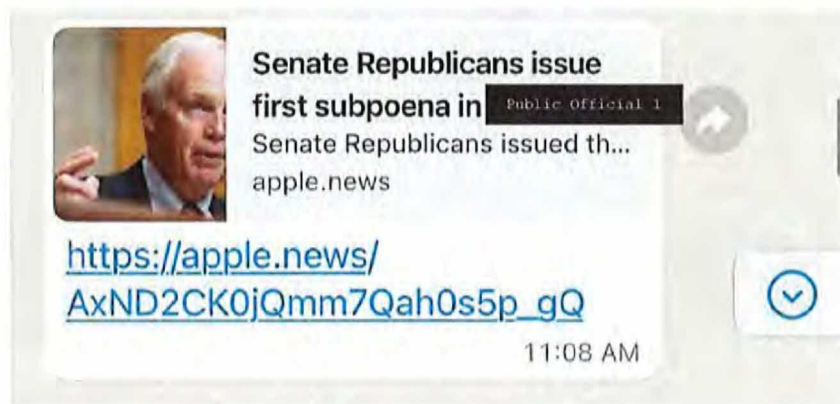 Senate Republicans issue
first subpoena in Public Official 1
Senate Republicans issued th...
apple.news
https://apple.news/
AxND2CK0jQmm7Qah0s5p_gQ
11:08 AM